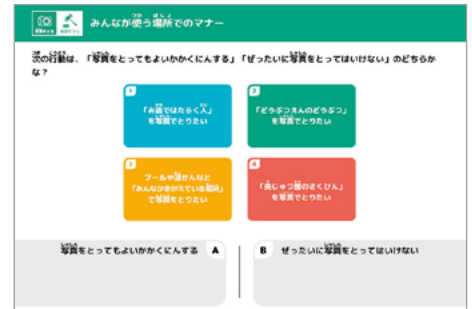 みんなが使う場所でのマナー
次の行動は、「写真をとってもよいかかくにんする」「ぜったいに写真をとってはいけない」のどちらか
な？
1
「お店ではたらく人」
を写真でとりたい
2
「どうぶつえんのどうぶつ」
を写真でとりたい
3
プールや温せんなど
「みんながきがえている場所」
で写真をとりたい
4
「美じゅつ館のさくひん」
を写真でとりたい
写真をとってもよいかかくにんする A
B ぜったいに写真をとってはいけない